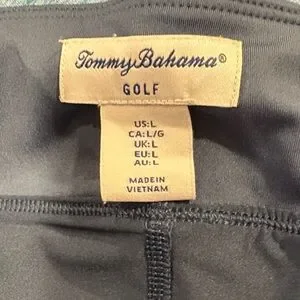 Tommy Bahama®
GOLF
US:L
CA:L/G
UK:L
EU:L
AU:L
MADE IN
VIETNAM